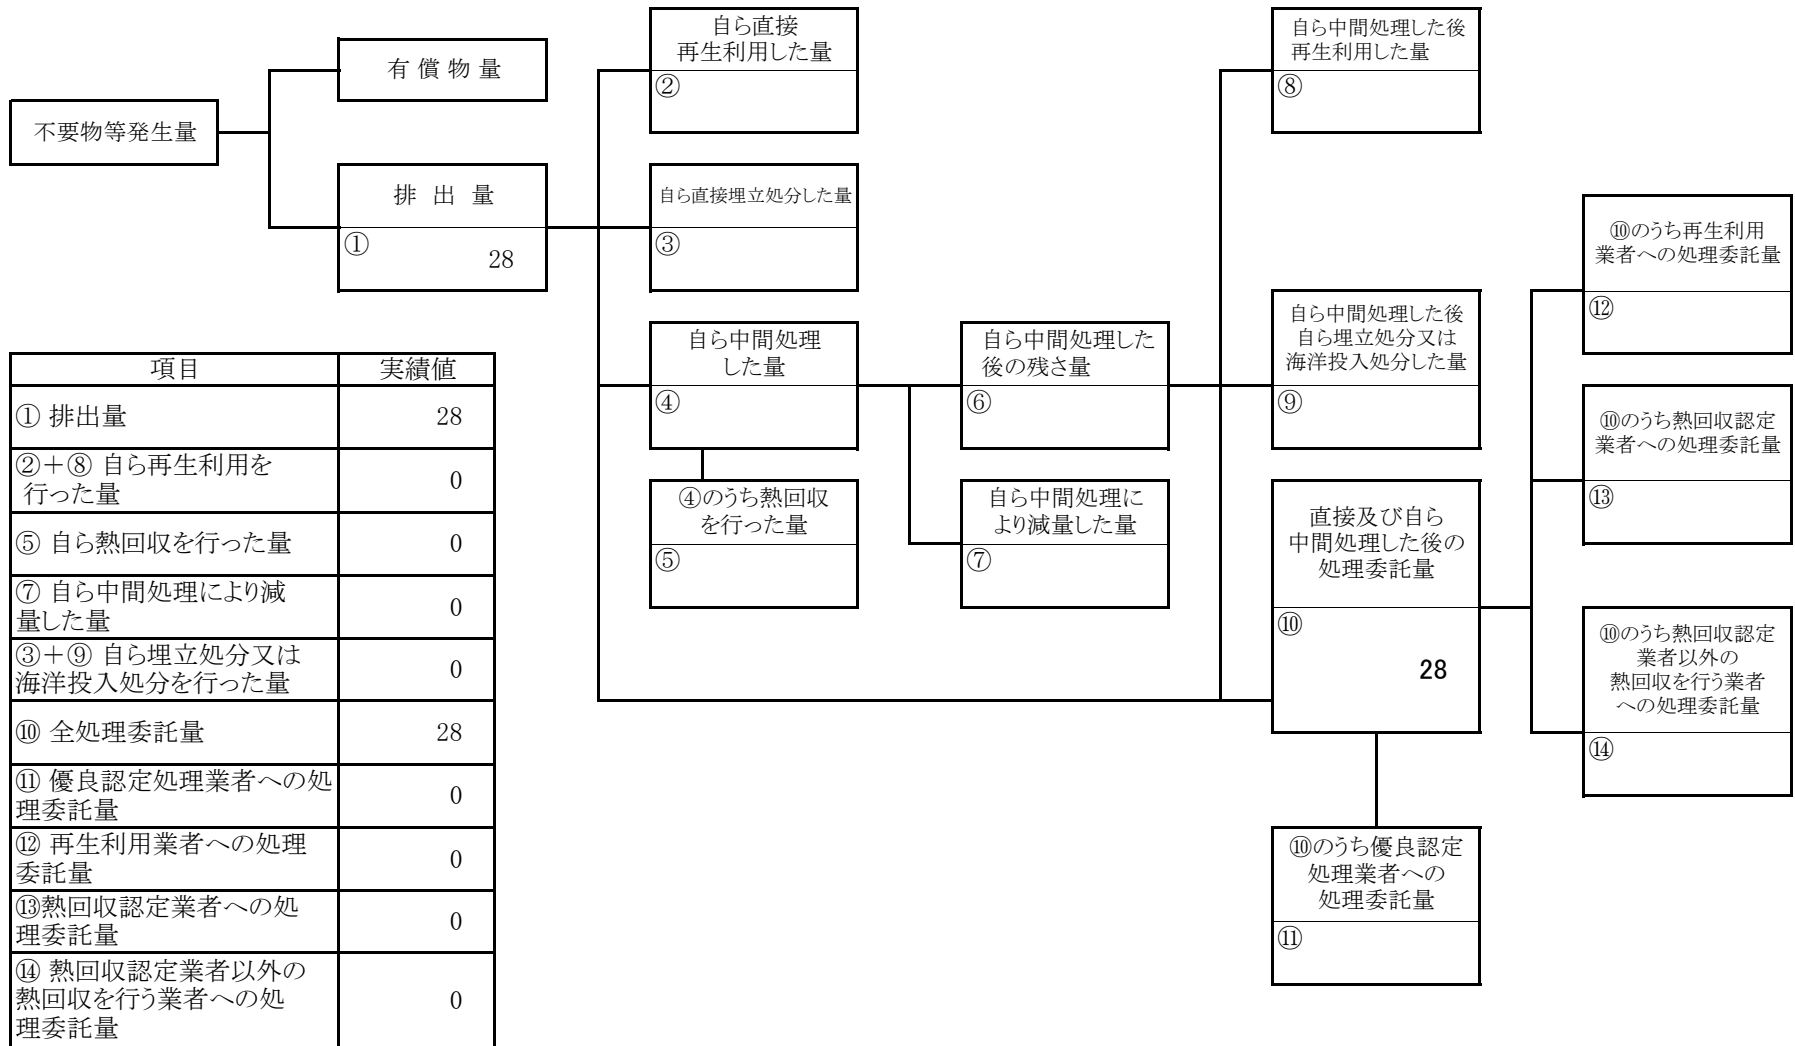 不要物等発生量
有 償 物 量
排 出 量
①
28
自ら直接
再生利用した量
②
自ら直接埋立処分した量
③
自ら中間処理
した量
④
④のうち熱回収
を行った量
⑤
自ら中間処理した
後の残さ量
⑥
自ら中間処理に
より減量した量
⑦
自ら中間処理した後
再生利用した量
⑧
自ら中間処理した後
自ら埋立処分又は
海洋投入処分した量
⑨
直接及び自ら
中間処理した後の
処理委託量
⑩
28
⑩のうち優良認定
処理業者への
処理委託量
⑪
⑩のうち再生利用
業者への処理委託量
⑫
⑩のうち熱回収認定
業者への処理委託量
⑬
⑩のうち熱回収認定
業者以外の
熱回収を行う業者
への処理委託量
⑭
項目 実績値
① 排出量 28
②+⑧ 自ら再生利用を
行った量 0
⑤ 自ら熱回収を行った量 0
⑦ 自ら中間処理により減
量した量 0
③+⑨ 自ら埋立処分又は
海洋投入処分を行った量 0
⑩ 全処理委託量 28
⑪ 優良認定処理業者への処
理委託量 0
⑫ 再生利用業者への処理
委託量 0
⑬熱回収認定業者への処
理委託量 0
⑭ 熱回収認定業者以外の
熱回収を行う業者への処
理委託量 0